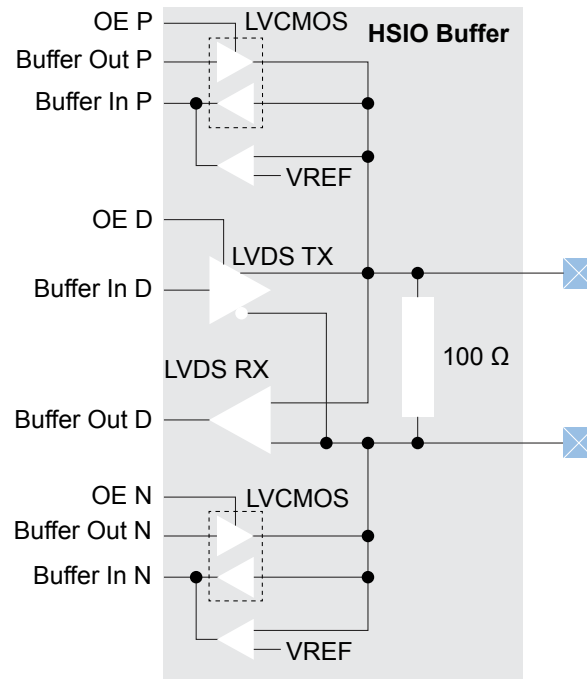 OE P
LVCMOS
HSIO Buffer
Buffer Out P
Buffer In P
VREF
OE D
LVDS TX
Buffer In D
LVDS RX
100 Ω
Buffer Out D
OE N
LVCMOS
Buffer Out N
Buffer In N
VREF